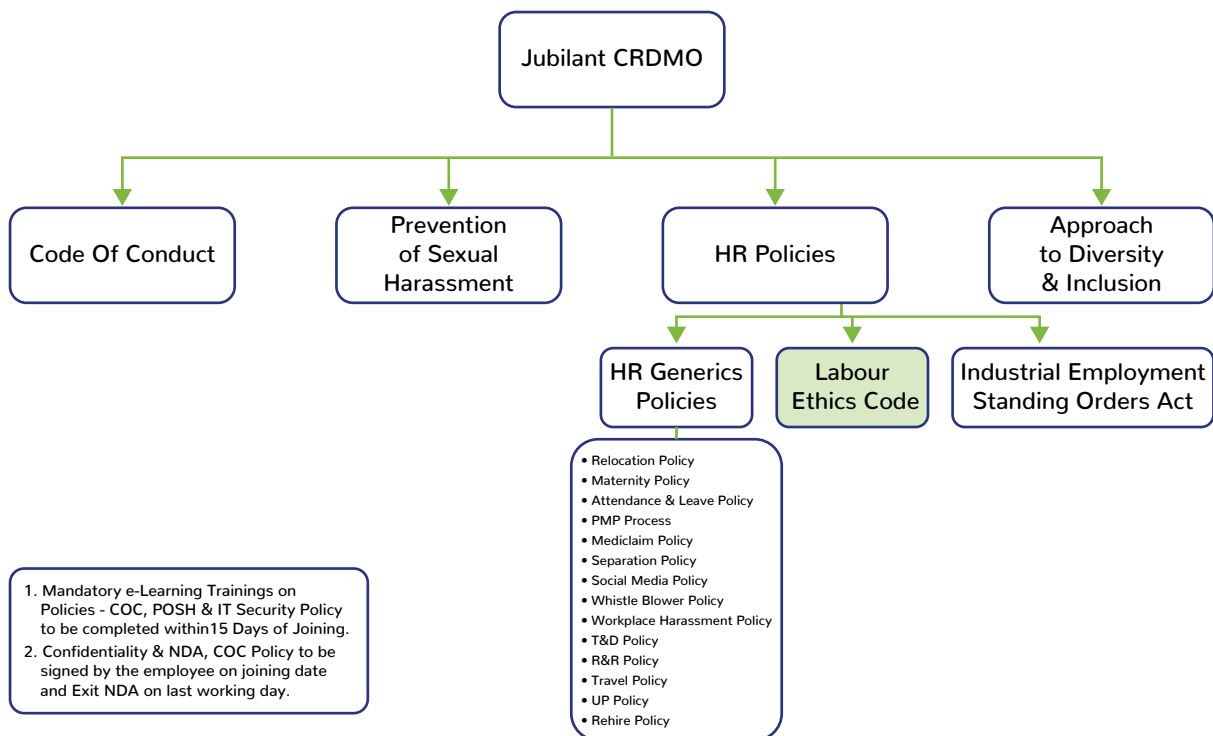 Jubilant CRDMO
Code Of Conduct
Prevention
of Sexual
Harassment
HR Policies
Approach
to Diversity
& Inclusion
HR Generics
Policies
Labour
Ethics Code
Industrial Employment
Standing Orders Act
• Relocation Policy
• Maternity Policy
• Attendance & Leave Policy
• PMP Process
• Mediclaim Policy
• Separation Policy
• Social Media Policy
• Whistle Blower Policy
• Workplace Harassment Policy
• T&D Policy
• R&R Policy
• Travel Policy
• UP Policy
• Rehire Policy
1. Mandatory e-Learning Trainings on
Policies - COC, POSH & IT Security Policy
to be completed within15 Days of Joining.
2. Confidentiality & NDA, COC Policy to be
signed by the employee on joining date
and Exit NDA on last working day.